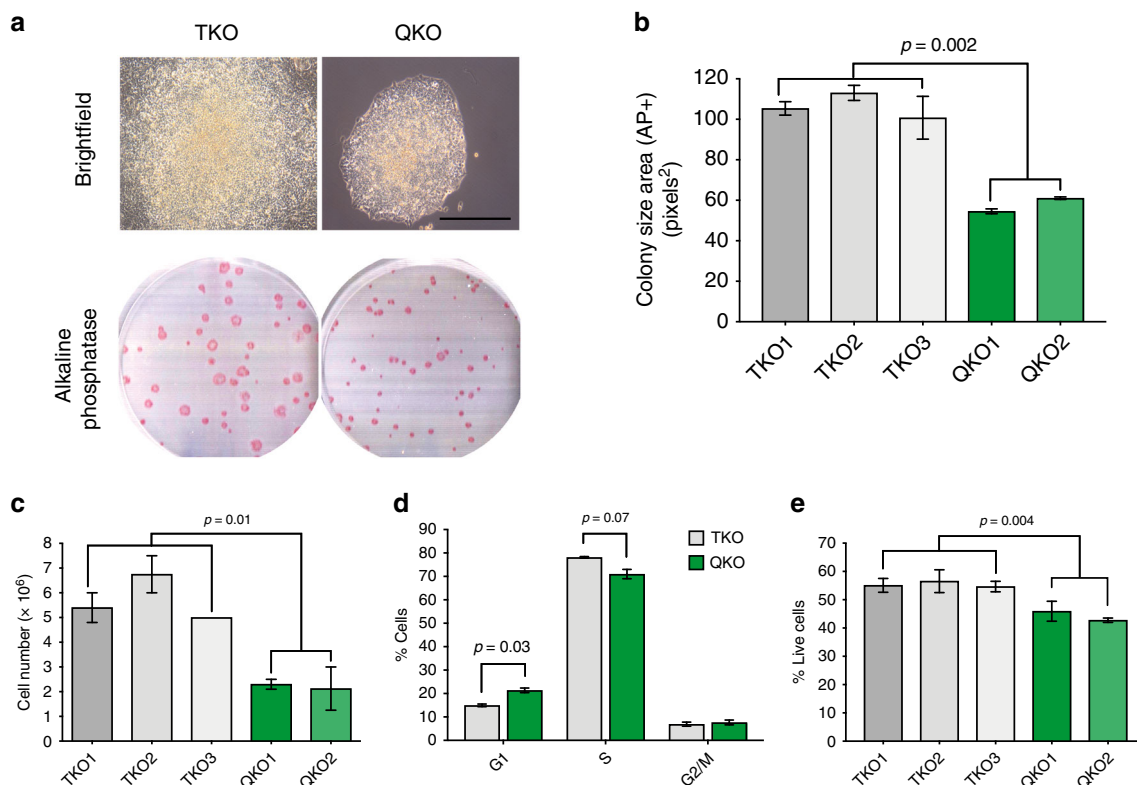 a
TKO
QKO
Brightfield
Alkaline
phosphatase
b
p = 0.002
Colony size area (AP+)
(pixels²)
120
100
80
60
40
20
0
TKO1
TKO2
TKO3
QKO1
QKO2
c
p = 0.01
Cell number (× 10⁶)
8
7
6
5
4
3
2
1
0
TKO1
TKO2
TKO3
QKO1
QKO2
d
p = 0.07
TKO
QKO
p = 0.03
% Cells
90
80
70
60
50
40
30
20
10
0
G1
S
G2/M
e
p = 0.004
% Live cells
70
60
50
40
30
20
10
0
TKO1
TKO2
TKO3
QKO1
QKO2